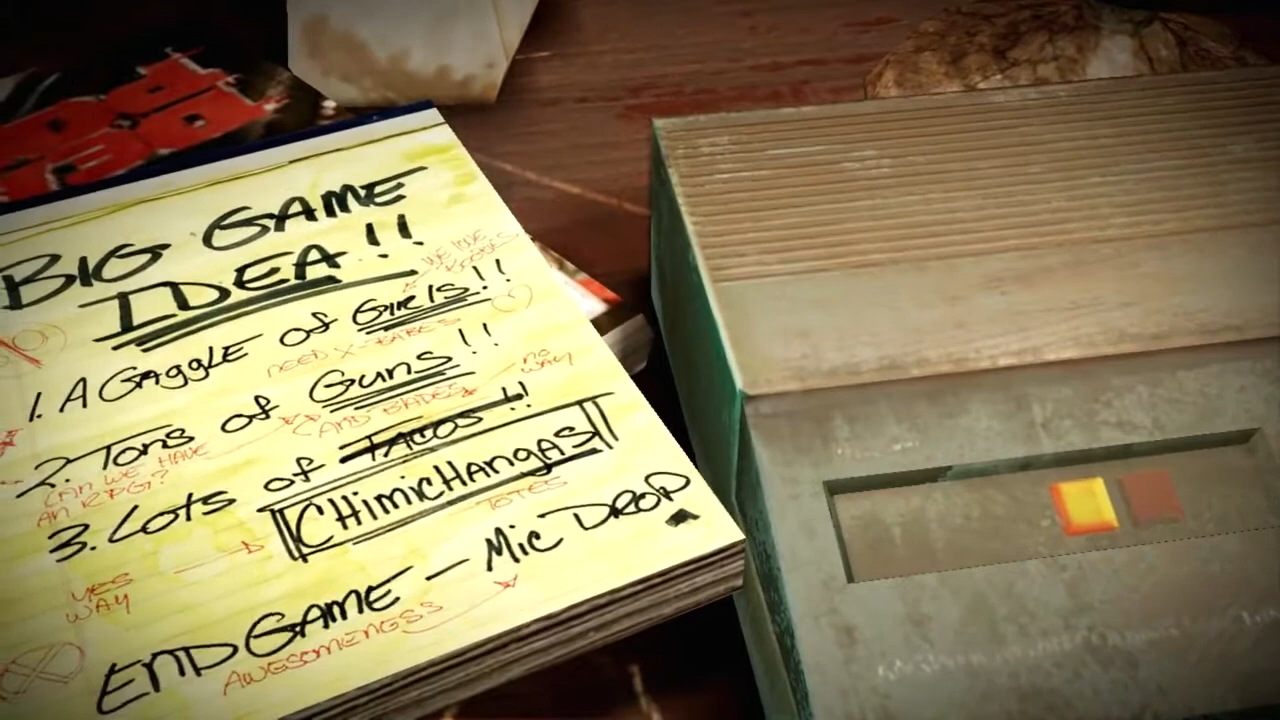 BIG GAME
IDEA!!
WE LOVE
BOOBIES
1. A GAggLE of GirLS!!
NEED X-BABES
2. Tons of Guns!!
NO
WAY
(AND BLADES)
CAN WE HAVE
AN RPG?
3. Lots of TACOS!!
CHimicHangas
TOTES
YES
WAY
END GAME – Mic DROP
AWESOMENESS